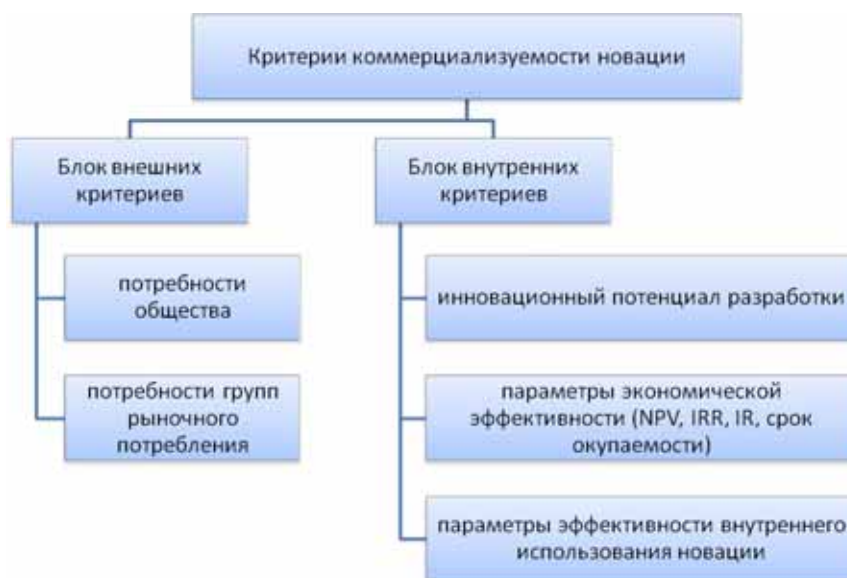 Критерии коммерциализуемости новации
Блок внешних
критериев
потребности
общества
потребности групп
рыночного
потребления
Блок внутренних
критериев
инновационный потенциал разработки
параметры экономической
эффективности (NPV, IRR, IR, срок
окупаемости)
параметры эффективности внутреннего
использования новации